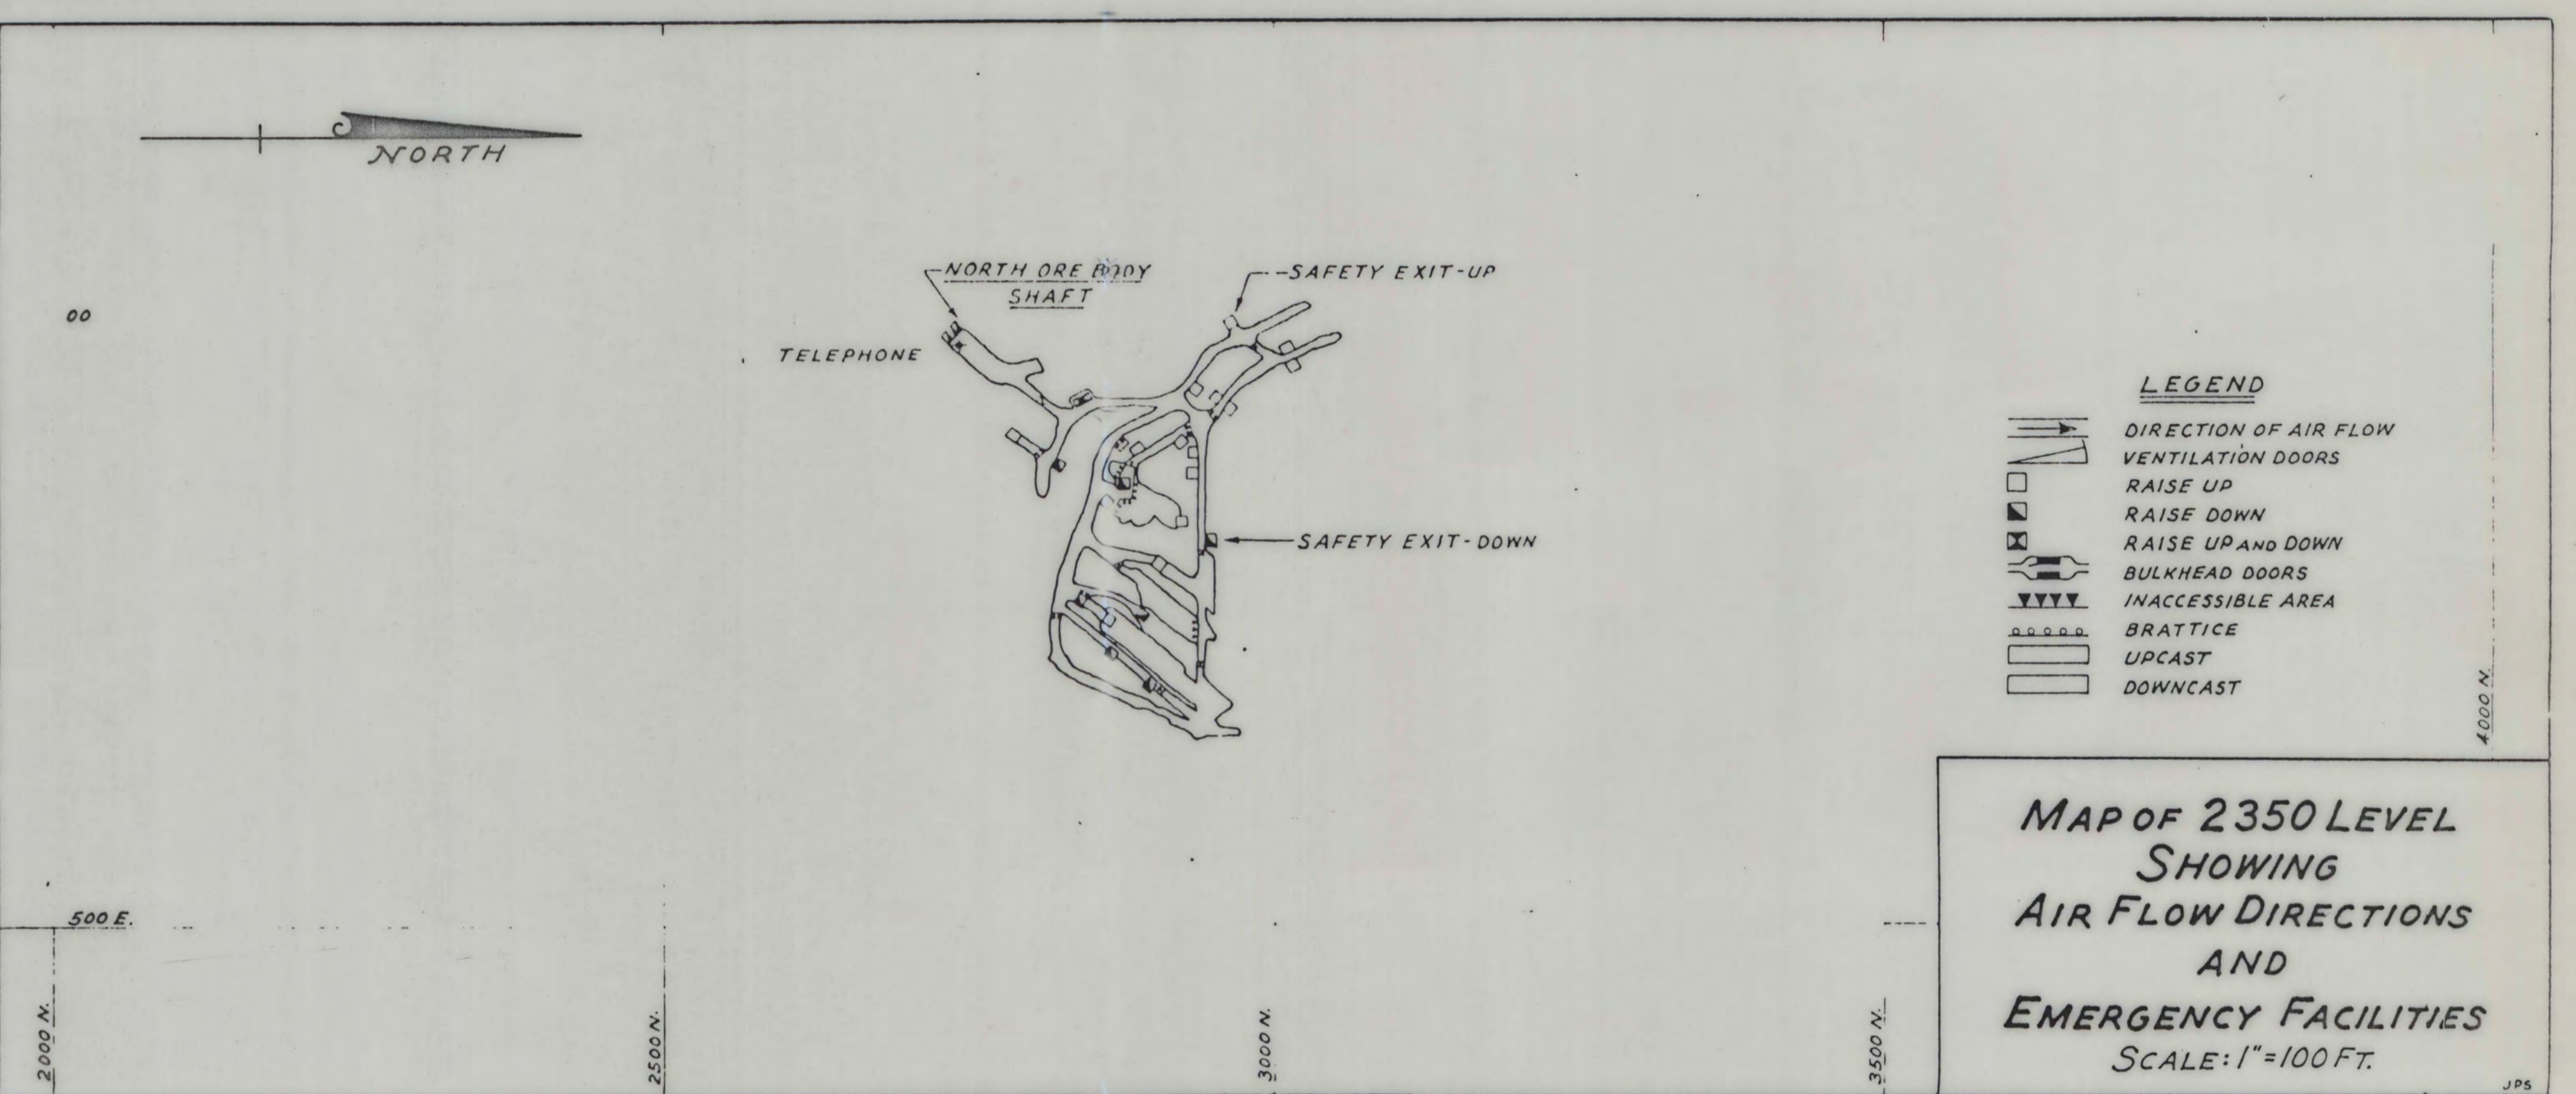 NORTH
NORTH ORE BODY
SHAFT
SAFETY EXIT-UP
00
TELEPHONE
SAFETY EXIT-DOWN
LEGEND
DIRECTION OF AIR FLOW
VENTILATION DOORS
RAISE UP
RAISE DOWN
RAISE UP AND DOWN
BULKHEAD DOORS
INACCESSIBLE AREA
BRATTICE
UPCAST
DOWNCAST
4000 N.
500 E.
2000 N.
2500 N.
3000 N.
3500 N.
MAP OF 2350 LEVEL
SHOWING
AIR FLOW DIRECTIONS
AND
EMERGENCY FACILITIES
SCALE: 1"=100 FT.
JPS